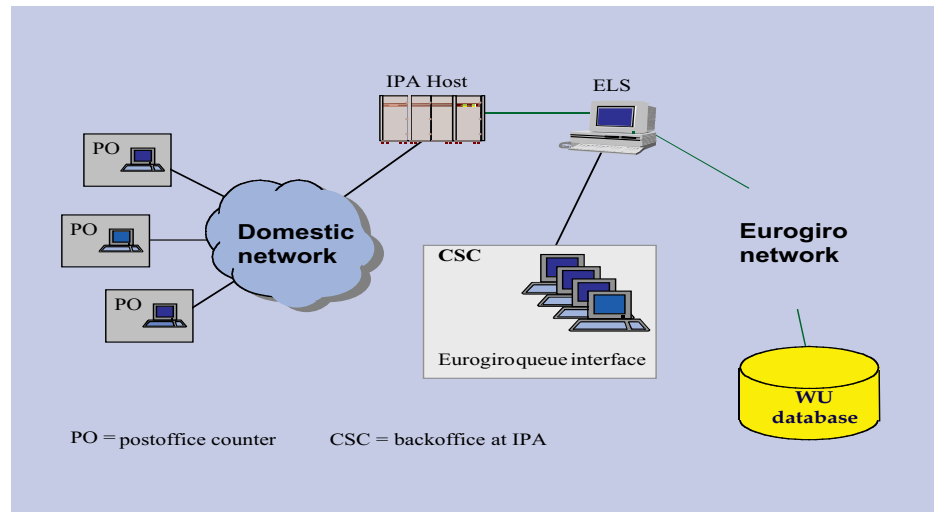 IPA Host
ELS
PO
PO
PO
Domestic
network
Eurogiro
network
CSC
Eurogiroqueue interface
WU
database
PO = postoffice counter
CSC = backoffice at IPA